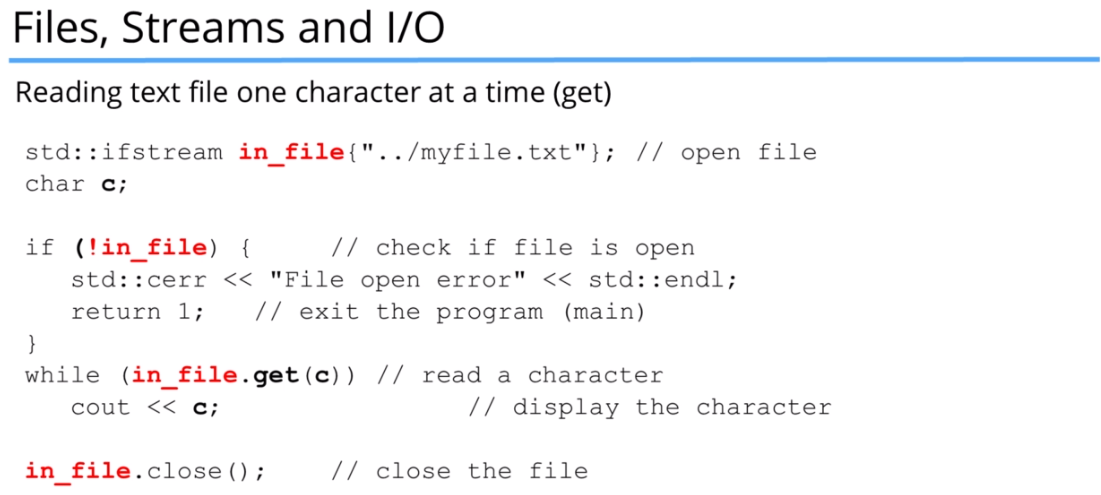 Files, Streams and I/O
Reading text file one character at a time (get)
std::ifstream in_file{"../myfile.txt"}; // open file
char c;
if (!in_file) { // check if file is open
std::cerr << "File open error" << std::endl;
return 1; // exit the program (main)
}
while (in_file.get(c)) // read a character
cout << c; // display the character
in_file.close(); // close the file